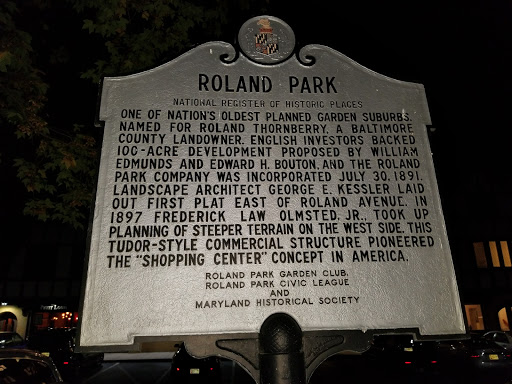 ROLAND PARK
NATIONAL REGISTER OF HISTORIC PLACES
ONE OF NATION'S OLDEST PLANNED GARDEN SUBURBS.
NAMED FOR ROLAND THORNBERRY, A BALTIMORE
COUNTY LANDOWNER. ENGLISH INVESTORS BACKED
100-ACRE DEVELOPMENT PROPOSED BY WILLIAM
EDMUNDS AND EDWARD H. BOUTON, AND THE ROLAND
PARK COMPANY WAS INCORPORATED JULY 30, 1891.
LANDSCAPE ARCHITECT GEORGE E. KESSLER LAID
OUT FIRST PLAT EAST OF ROLAND AVENUE. IN
1897 FREDERICK LAW OLMSTED, JR., TOOK UP
PLANNING OF STEEPER TERRAIN ON THE WEST SIDE. THIS
TUDOR-STYLE COMMERCIAL STRUCTURE PIONEERED
THE "SHOPPING CENTER" CONCEPT IN AMERICA.
ROLAND PARK GARDEN CLUB,
ROLAND PARK CIVIC LEAGUE
AND
MARYLAND HISTORICAL SOCIETY